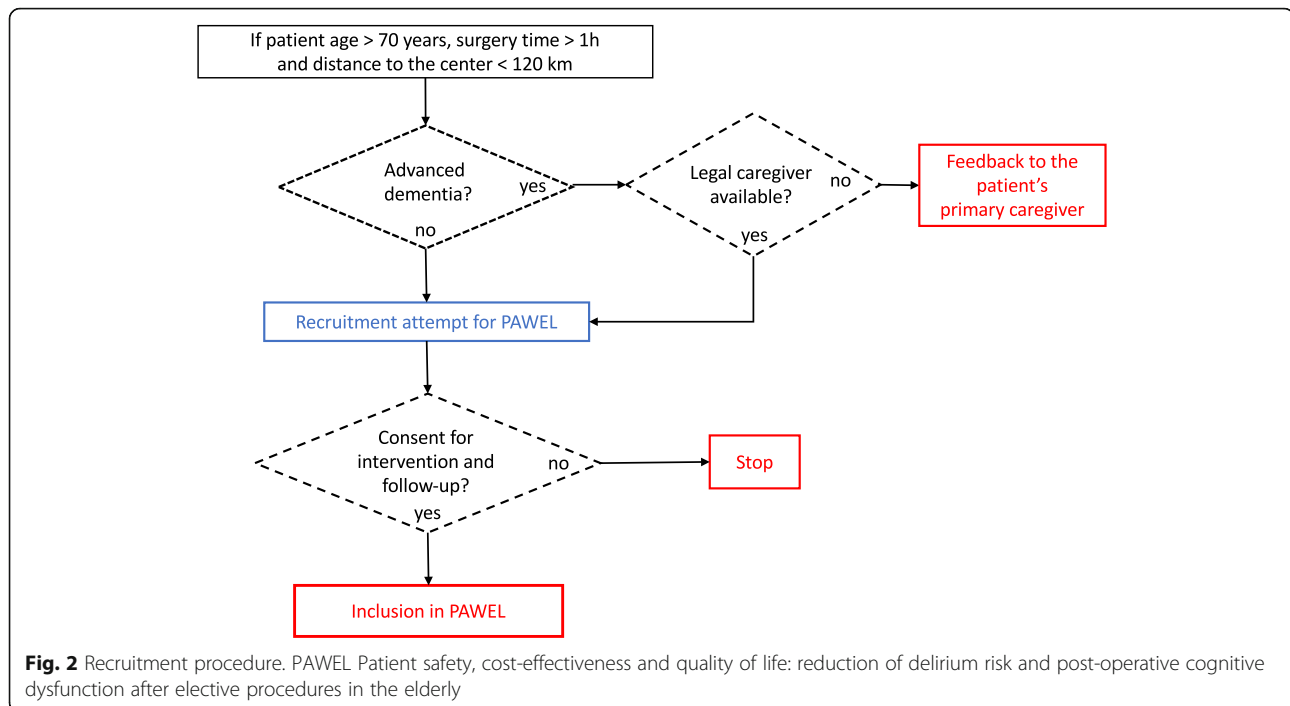 If patient age > 70 years, surgery time > 1h
and distance to the center < 120 km
Advanced
dementia?
yes
no
Legal caregiver
available?
no
yes
Feedback to the
patient's
primary caregiver
Recruitment attempt for PAWEL
Consent for
intervention and
follow-up?
no
yes
Stop
Inclusion in PAWEL
Fig. 2 Recruitment procedure. PAWEL Patient safety, cost-effectiveness and quality of life: reduction of delirium risk and post-operative cognitive
dysfunction after elective procedures in the elderly